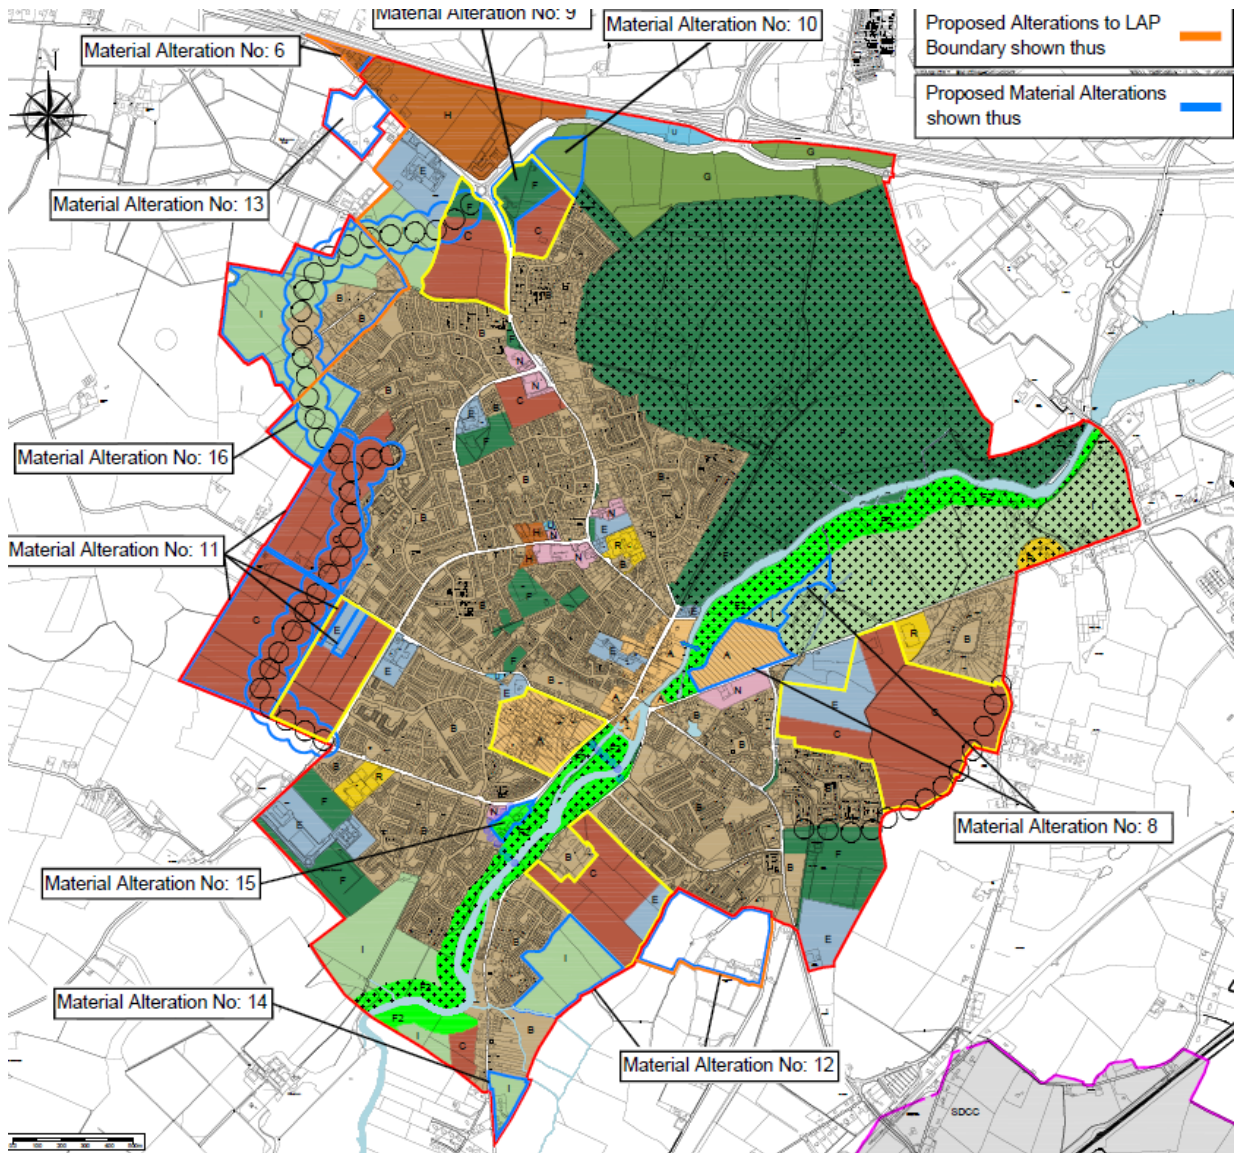 Material Alteration No: 9
Material Alteration No: 10
Proposed Alterations to LAP
Boundary shown thus
Material Alteration No: 6
Proposed Material Alterations
shown thus
H
U
G
G
E
F
Material Alteration No: 13
F
C
C
I
B
B
B
N
N
B
C
E
B
F
Material Alteration No: 16
B
B
B
N
H
N
E
R
N
H
B
Material Alteration No: 11
C
E
B
F
E
F
E
A
A
R
B
E
E
B
A
N
E
C
C
A
B
B
R
B
N
F
E
Material Alteration No: 8
B
C
F
B
Material Alteration No: 15
F
E
I
I
E
Material Alteration No: 14
F2
F2
B
I
C
Material Alteration No: 12
I
SDCC